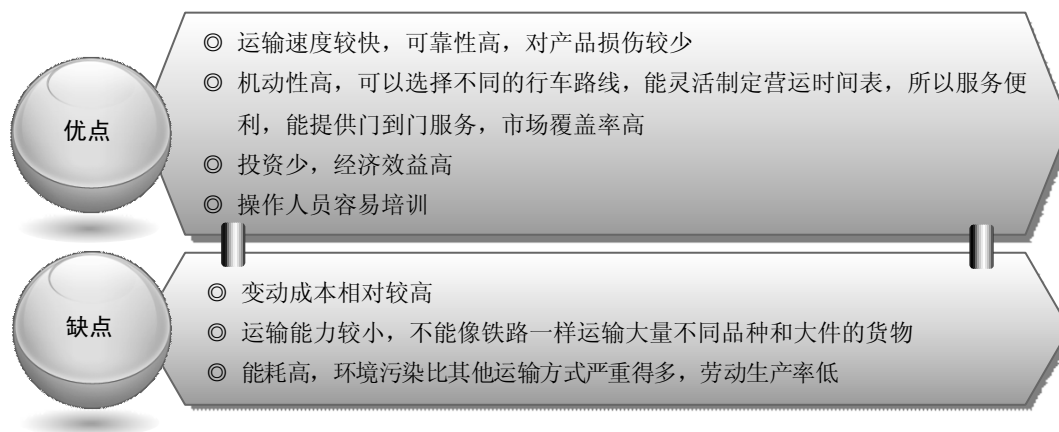 优点
◎ 运输速度较快，可靠性高，对产品损伤较少
◎ 机动性高，可以选择不同的行车路线，能灵活制定营运时间表，所以服务便
利，能提供门到门服务，市场覆盖率高
◎ 投资少，经济效益高
◎ 操作人员容易培训
缺点
◎ 变动成本相对较高
◎ 运输能力较小，不能像铁路一样运输大量不同品种和大件的货物
◎ 能耗高，环境污染比其他运输方式严重得多，劳动生产率低